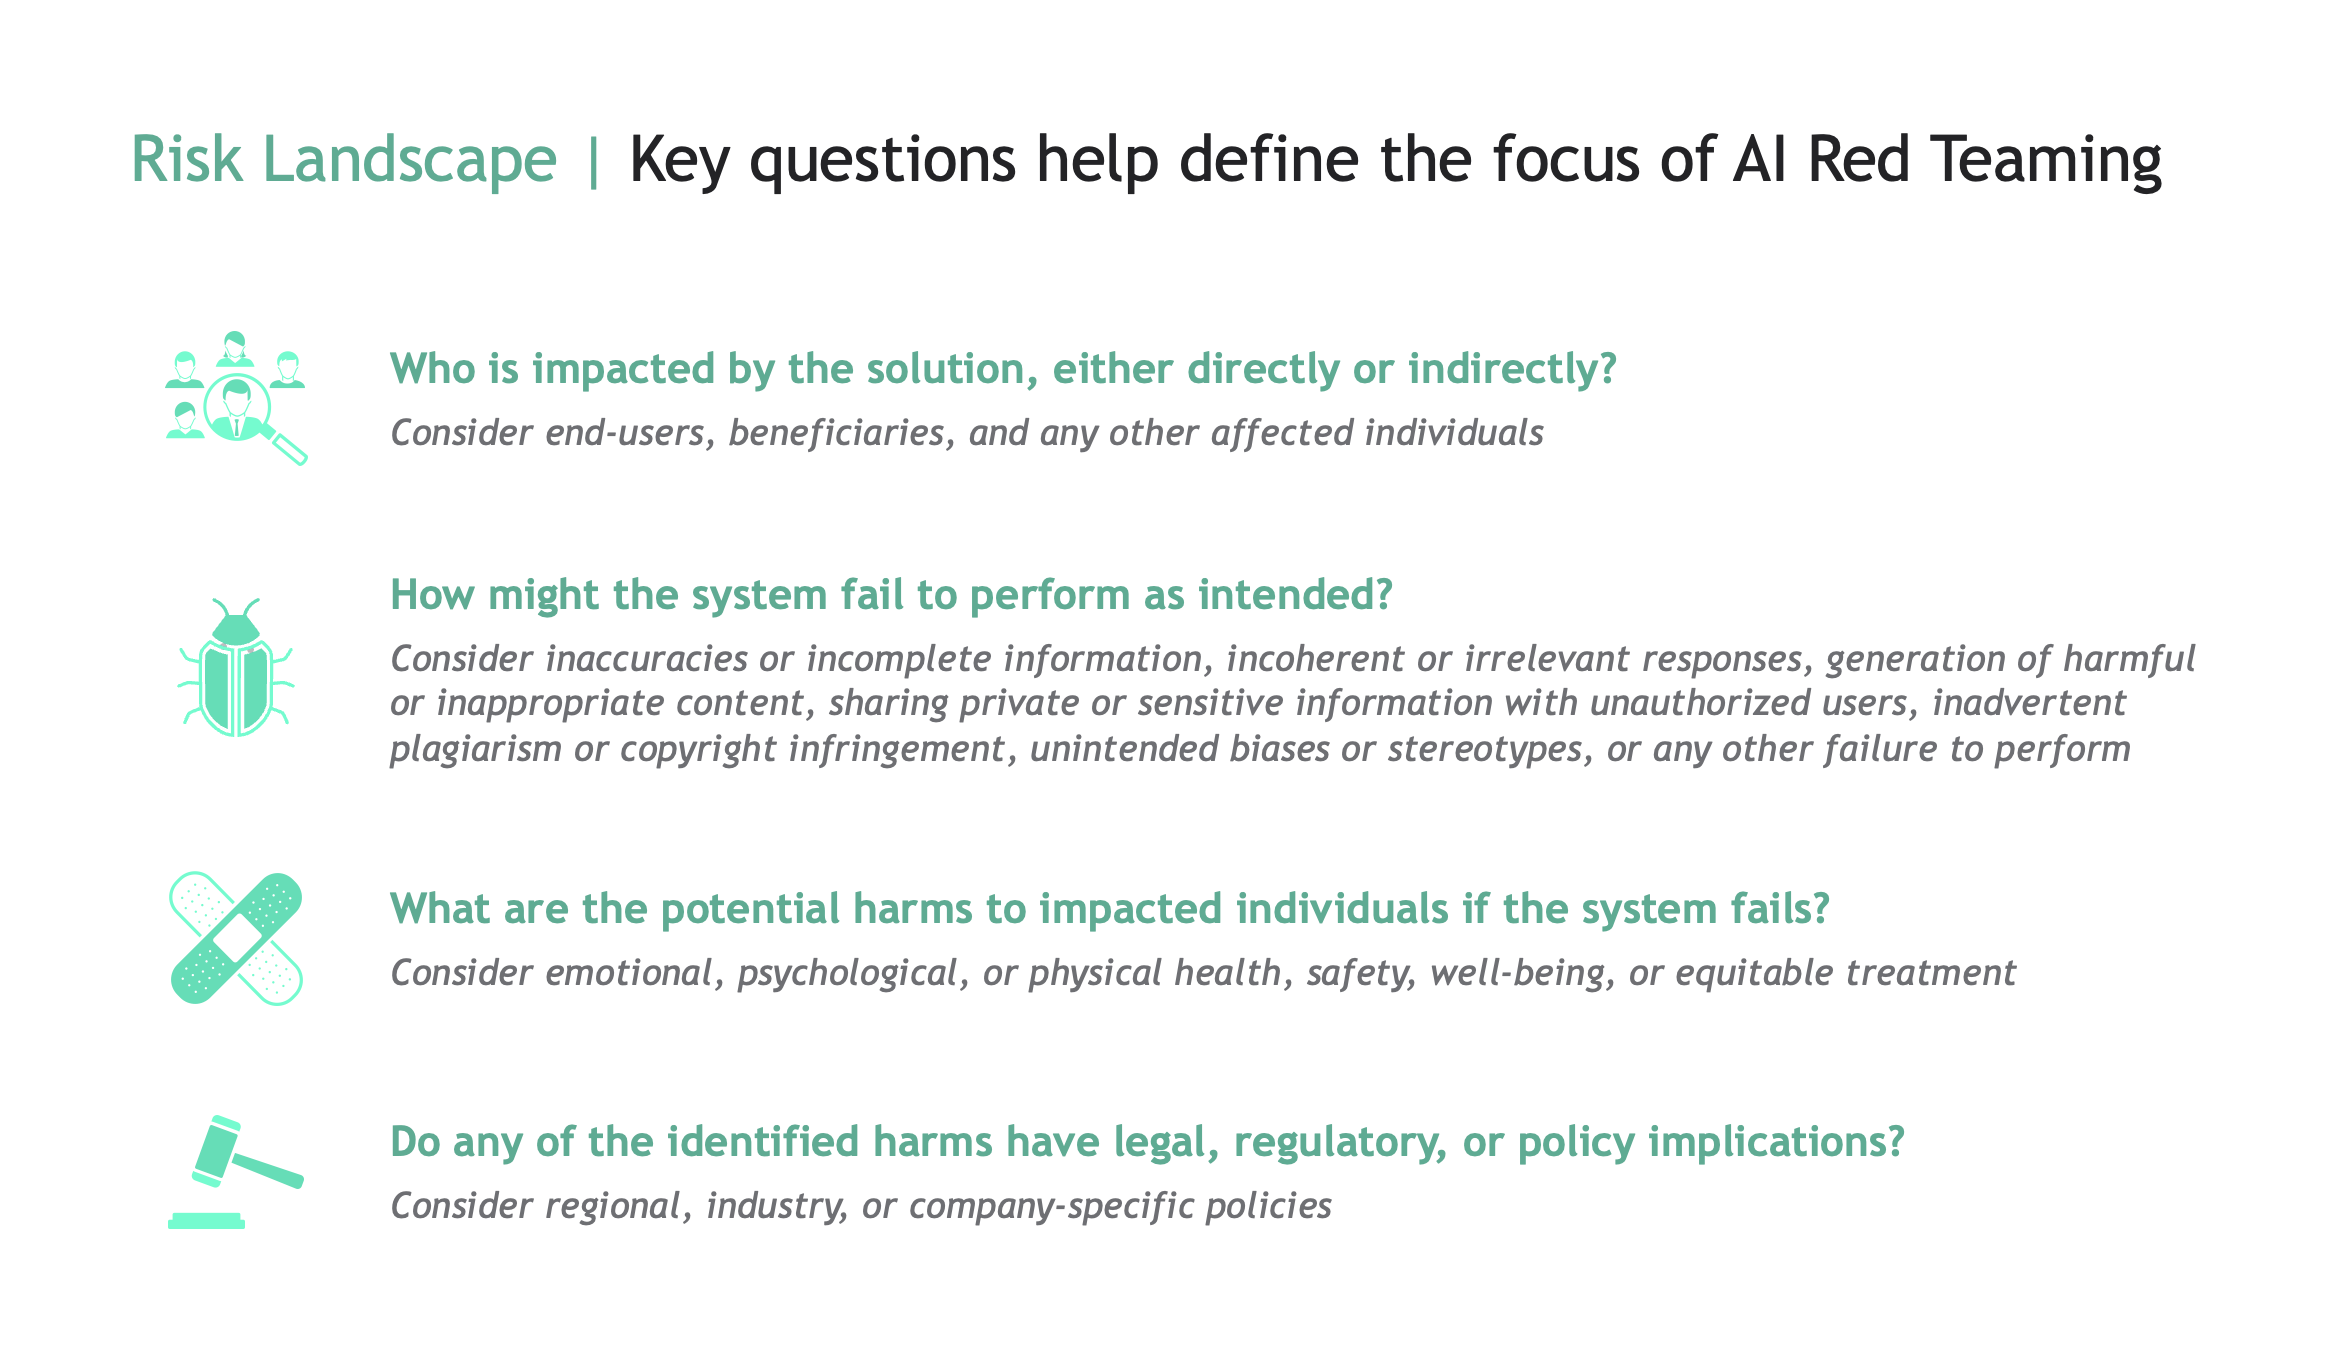 Risk Landscape | Key questions help define the focus of AI Red Teaming
Who is impacted by the solution, either directly or indirectly?
Consider end-users, beneficiaries, and any other affected individuals
How might the system fail to perform as intended?
Consider inaccuracies or incomplete information, incoherent or irrelevant responses, generation of harmful
or inappropriate content, sharing private or sensitive information with unauthorized users, inadvertent
plagiarism or copyright infringement, unintended biases or stereotypes, or any other failure to perform
What are the potential harms to impacted individuals if the system fails?
Consider emotional, psychological, or physical health, safety, well-being, or equitable treatment
Do any of the identified harms have legal, regulatory, or policy implications?
Consider regional, industry, or company-specific policies